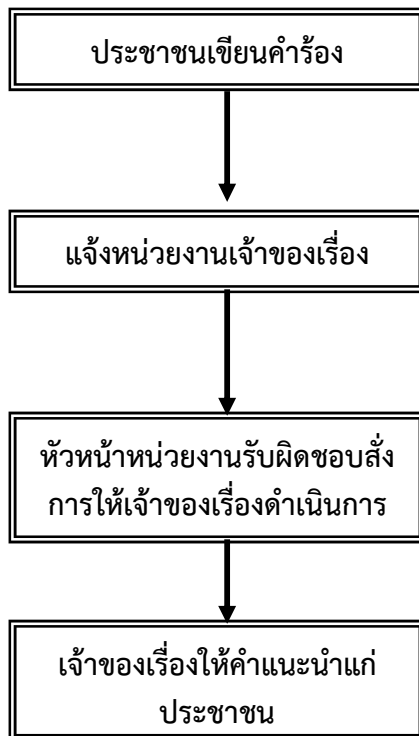 ประชาชนเขียนคำร้อง
แจ้งหน่วยงานเจ้าของเรื่อง
หัวหน้าหน่วยงานรับผิดชอบสั่ง
การให้เจ้าของเรื่องดำเนินการ
เจ้าของเรื่องให้คำแนะนำแก่
ประชาชน